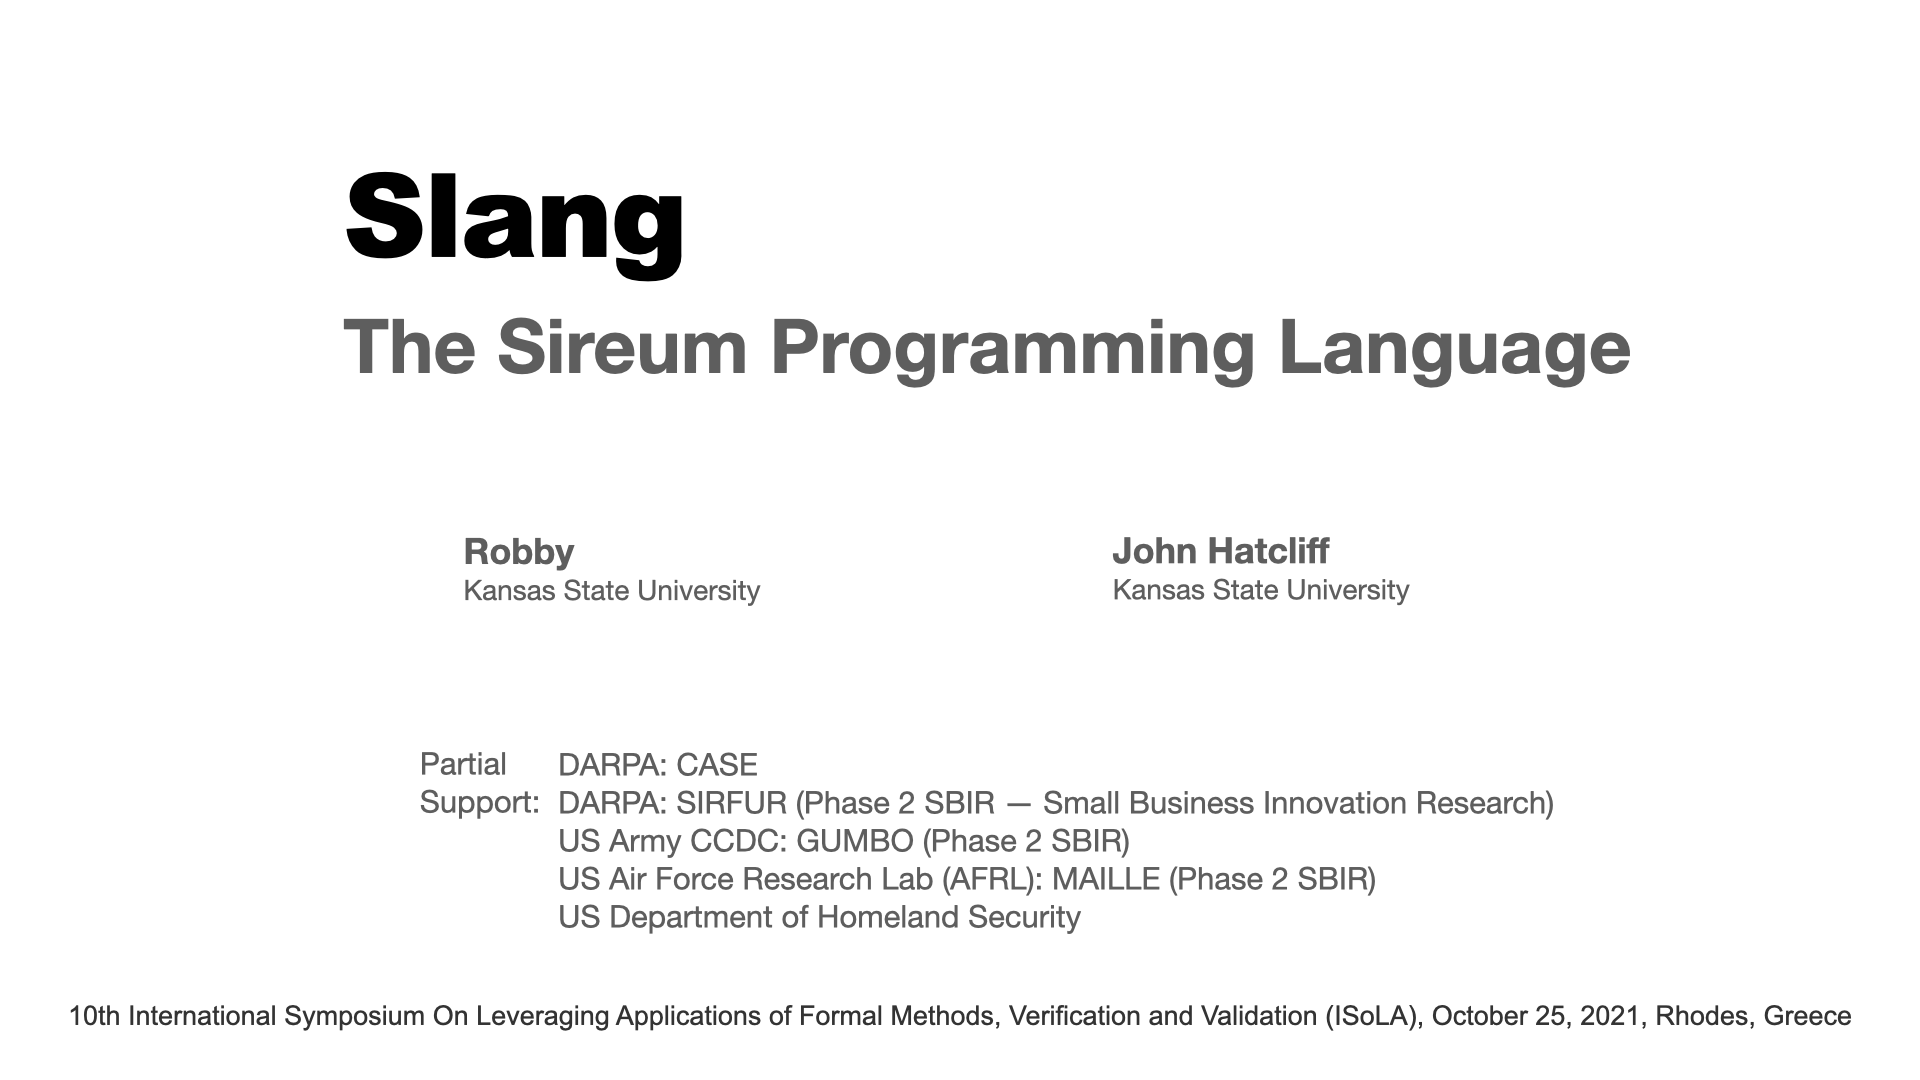 Slang
The Sireum Programming Language
Robby
Kansas State University
John Hatcliff
Kansas State University
Partial
Support:
DARPA: CASE
DARPA: SIRFUR (Phase 2 SBIR — Small Business Innovation Research)
US Army CCDC: GUMBO (Phase 2 SBIR)
US Air Force Research Lab (AFRL): MAILLE (Phase 2 SBIR)
US Department of Homeland Security
10th International Symposium On Leveraging Applications of Formal Methods, Verification and Validation (ISoLA), October 25, 2021, Rhodes, Greece